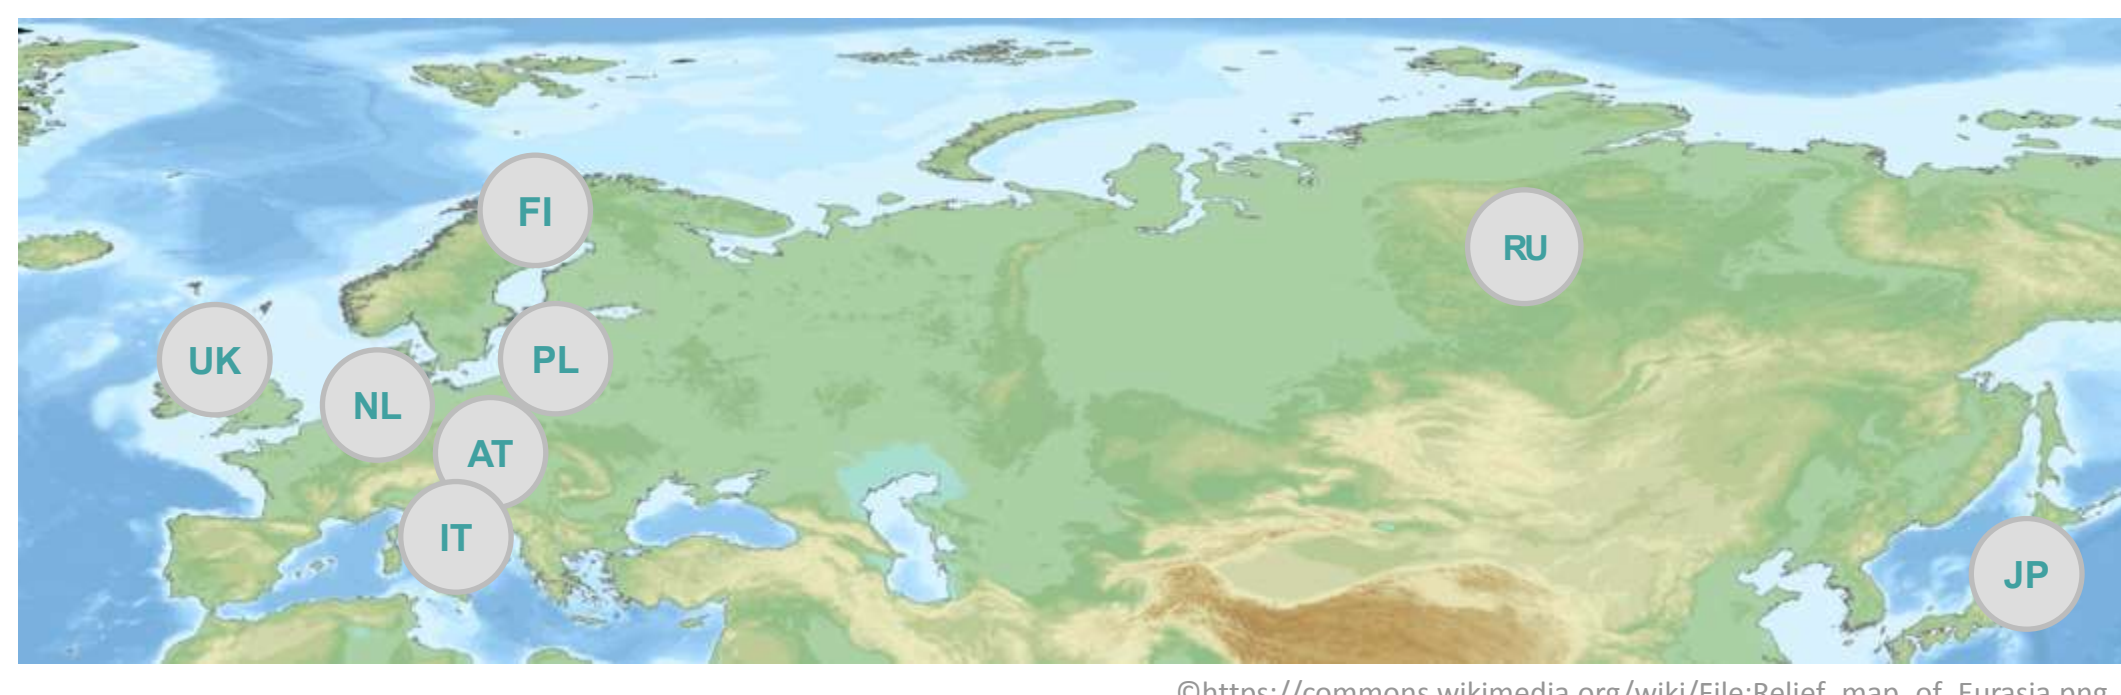 FI
RU
UK
PL
NL
AT
IT
JP
©https://commons.wikimedia.org/wiki/File:Relief_map_of_Eurasia.png